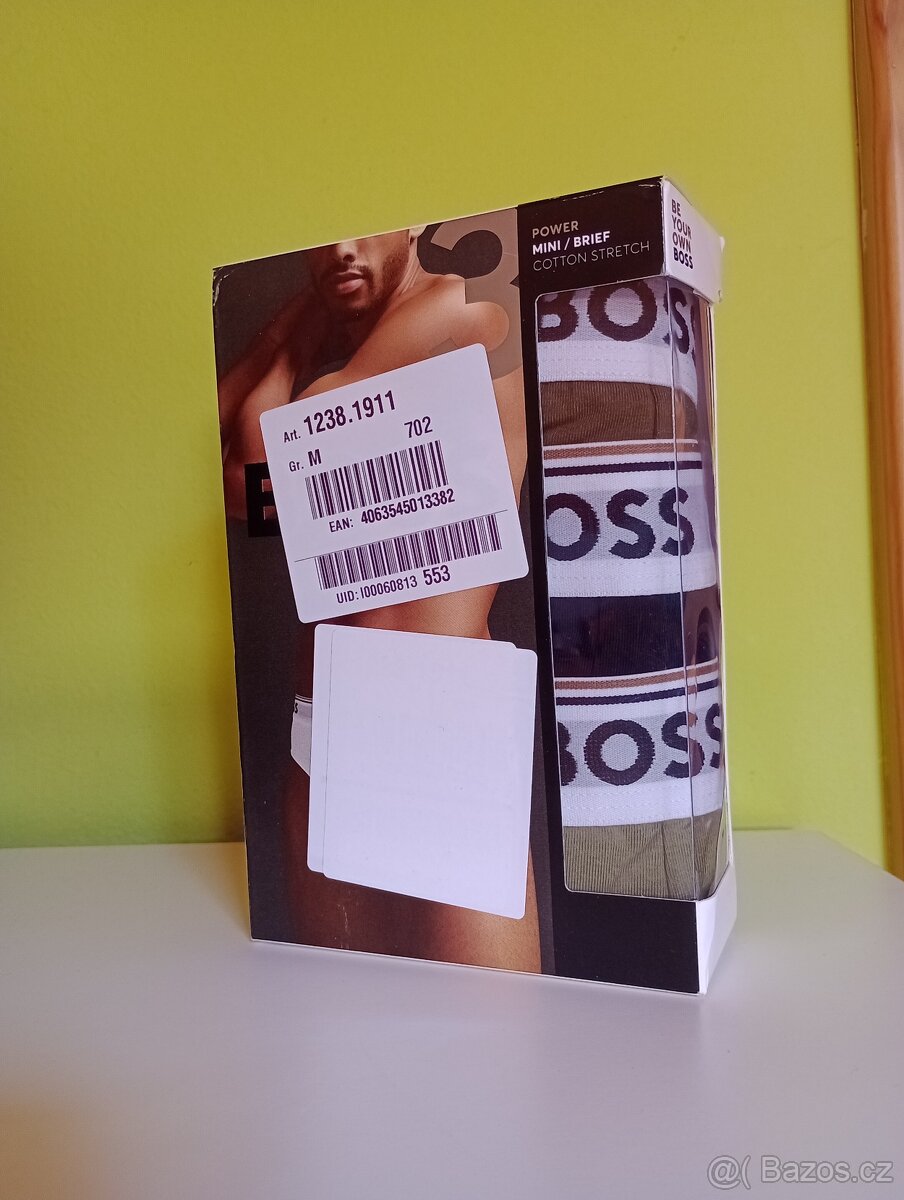 POWER
MINI / BRIEF
COTTON STRETCH
BE
YOUR
OWN
BOSS
3
Art. 1238.1911
702
Gr. M
EAN: 4063545013382
UID: I00060813 553
BOSS
BOSS
BOSS
@( Bazos.cz